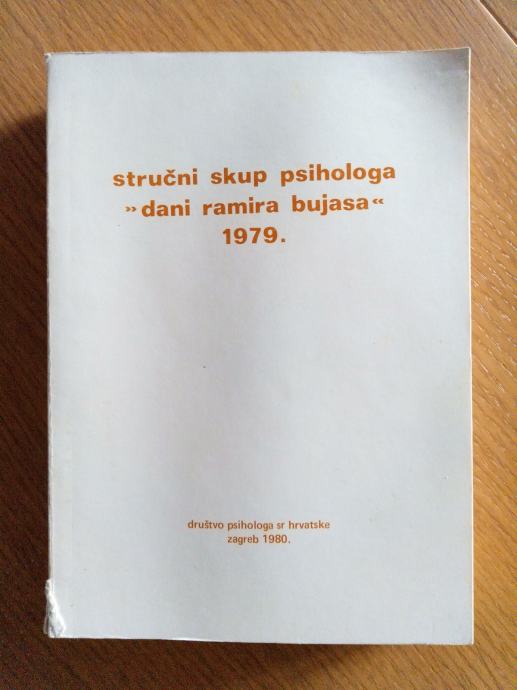 stručni skup psihologa
»dani ramira bujasa«
1979.
društvo psihologa sr hrvatske
zagreb 1980.